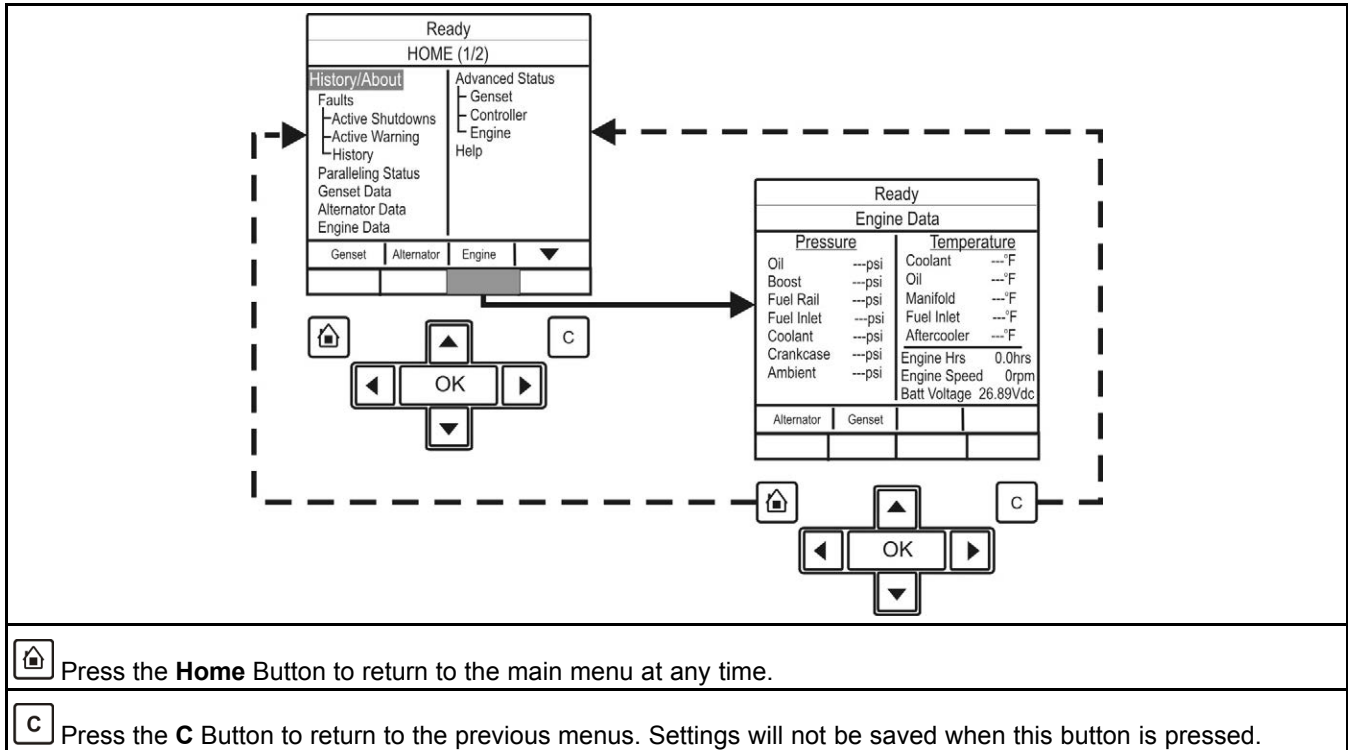 Ready
HOME (1/2)
History/About
Faults
Active Shutdowns
Active Warning
History
Paralleling Status
Genset Data
Alternator Data
Engine Data
Advanced Status
Genset
Controller
Engine
Help
Genset Alternator Engine
C
OK
Ready
Engine Data
Pressure
Oil ---psi
Boost ---psi
Fuel Rail ---psi
Fuel Inlet ---psi
Coolant ---psi
Crankcase ---psi
Ambient ---psi
Temperature
Coolant ---°F
Oil ---°F
Manifold ---°F
Fuel Inlet ---°F
Aftercooler ---°F
Engine Hrs 0.0hrs
Engine Speed 0rpm
Batt Voltage 26.89Vdc
Alternator Genset
C
OK
Press the Home Button to return to the main menu at any time.
C Press the C Button to return to the previous menus. Settings will not be saved when this button is pressed.